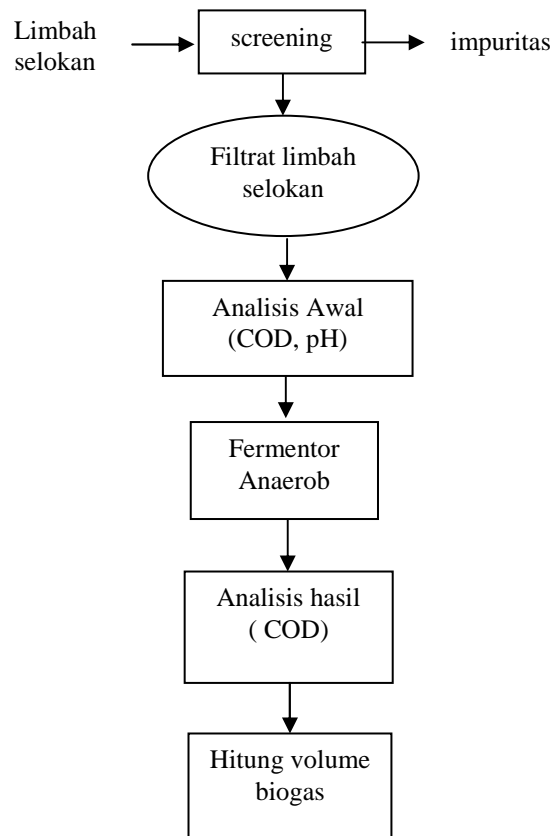 Limbah
selokan
screening
impuritas
Filtrat limbah
selokan
Analisis Awal
(COD, pH)
Fermentor
Anaerob
Analisis hasil
( COD)
Hitung volume
biogas